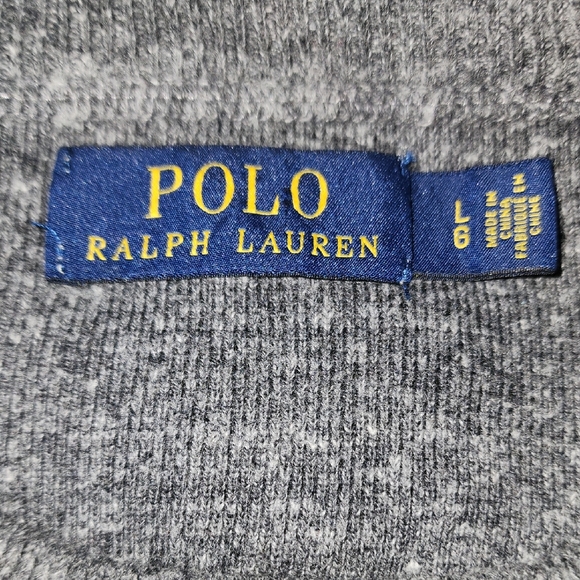 POLO
RALPH LAUREN
L
G
MADE IN
CHINA
FABRIQUÉ EN
CHINE